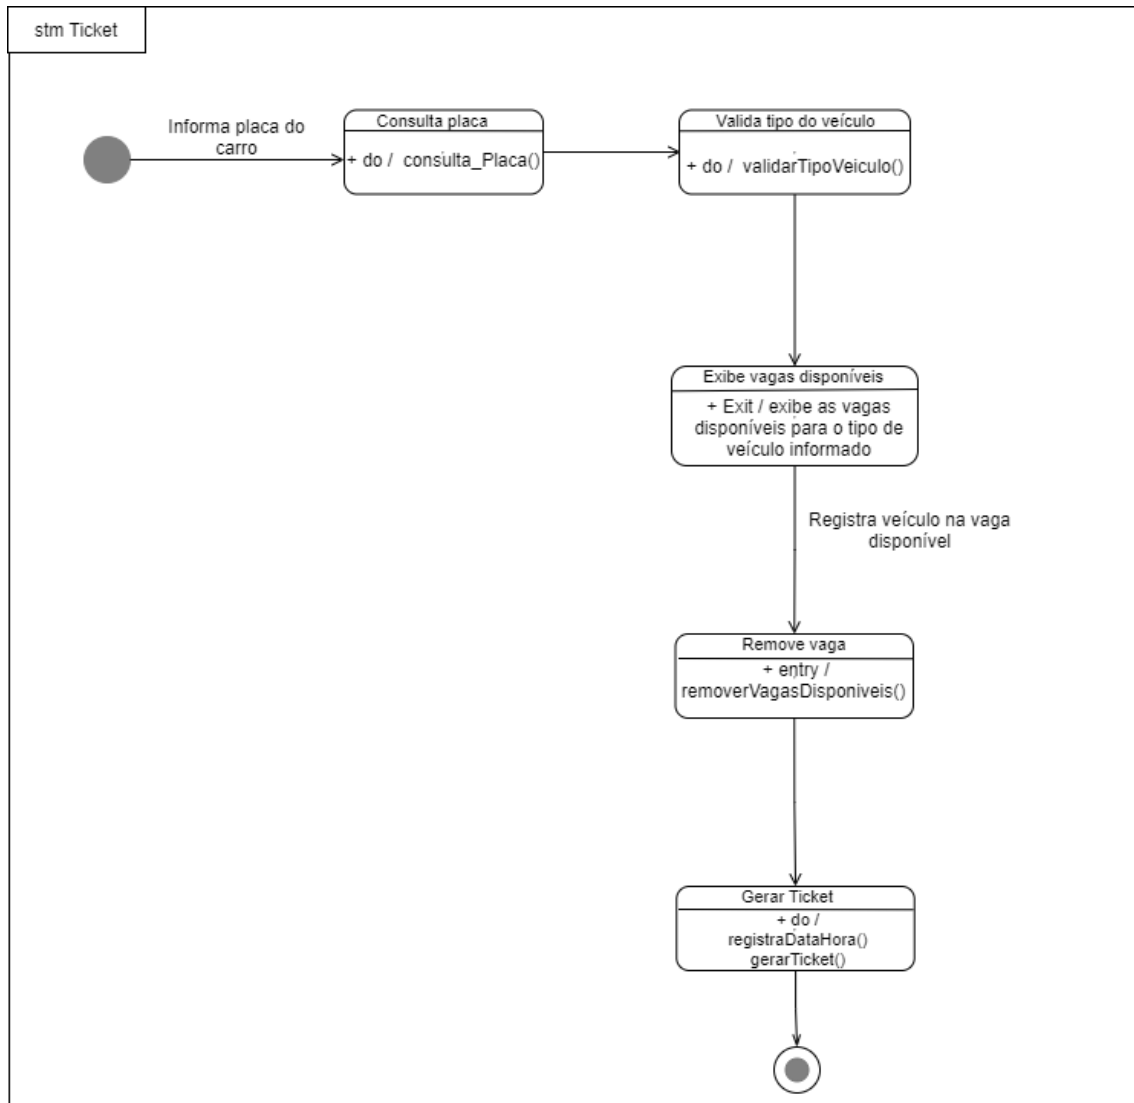 stm Ticket
Informa placa do
carro
Consulta placa
+ do / consulta_Placa()
Valida tipo do veículo
+ do / validarTipoVeiculo()
Exibe vagas disponíveis
+ Exit / exibe as vagas
disponíveis para o tipo de
veículo informado
Registra veículo na vaga
disponível
Remove vaga
+ entry /
removerVagasDisponiveis()
Gerar Ticket
+ do /
registraDataHora()
gerarTicket()